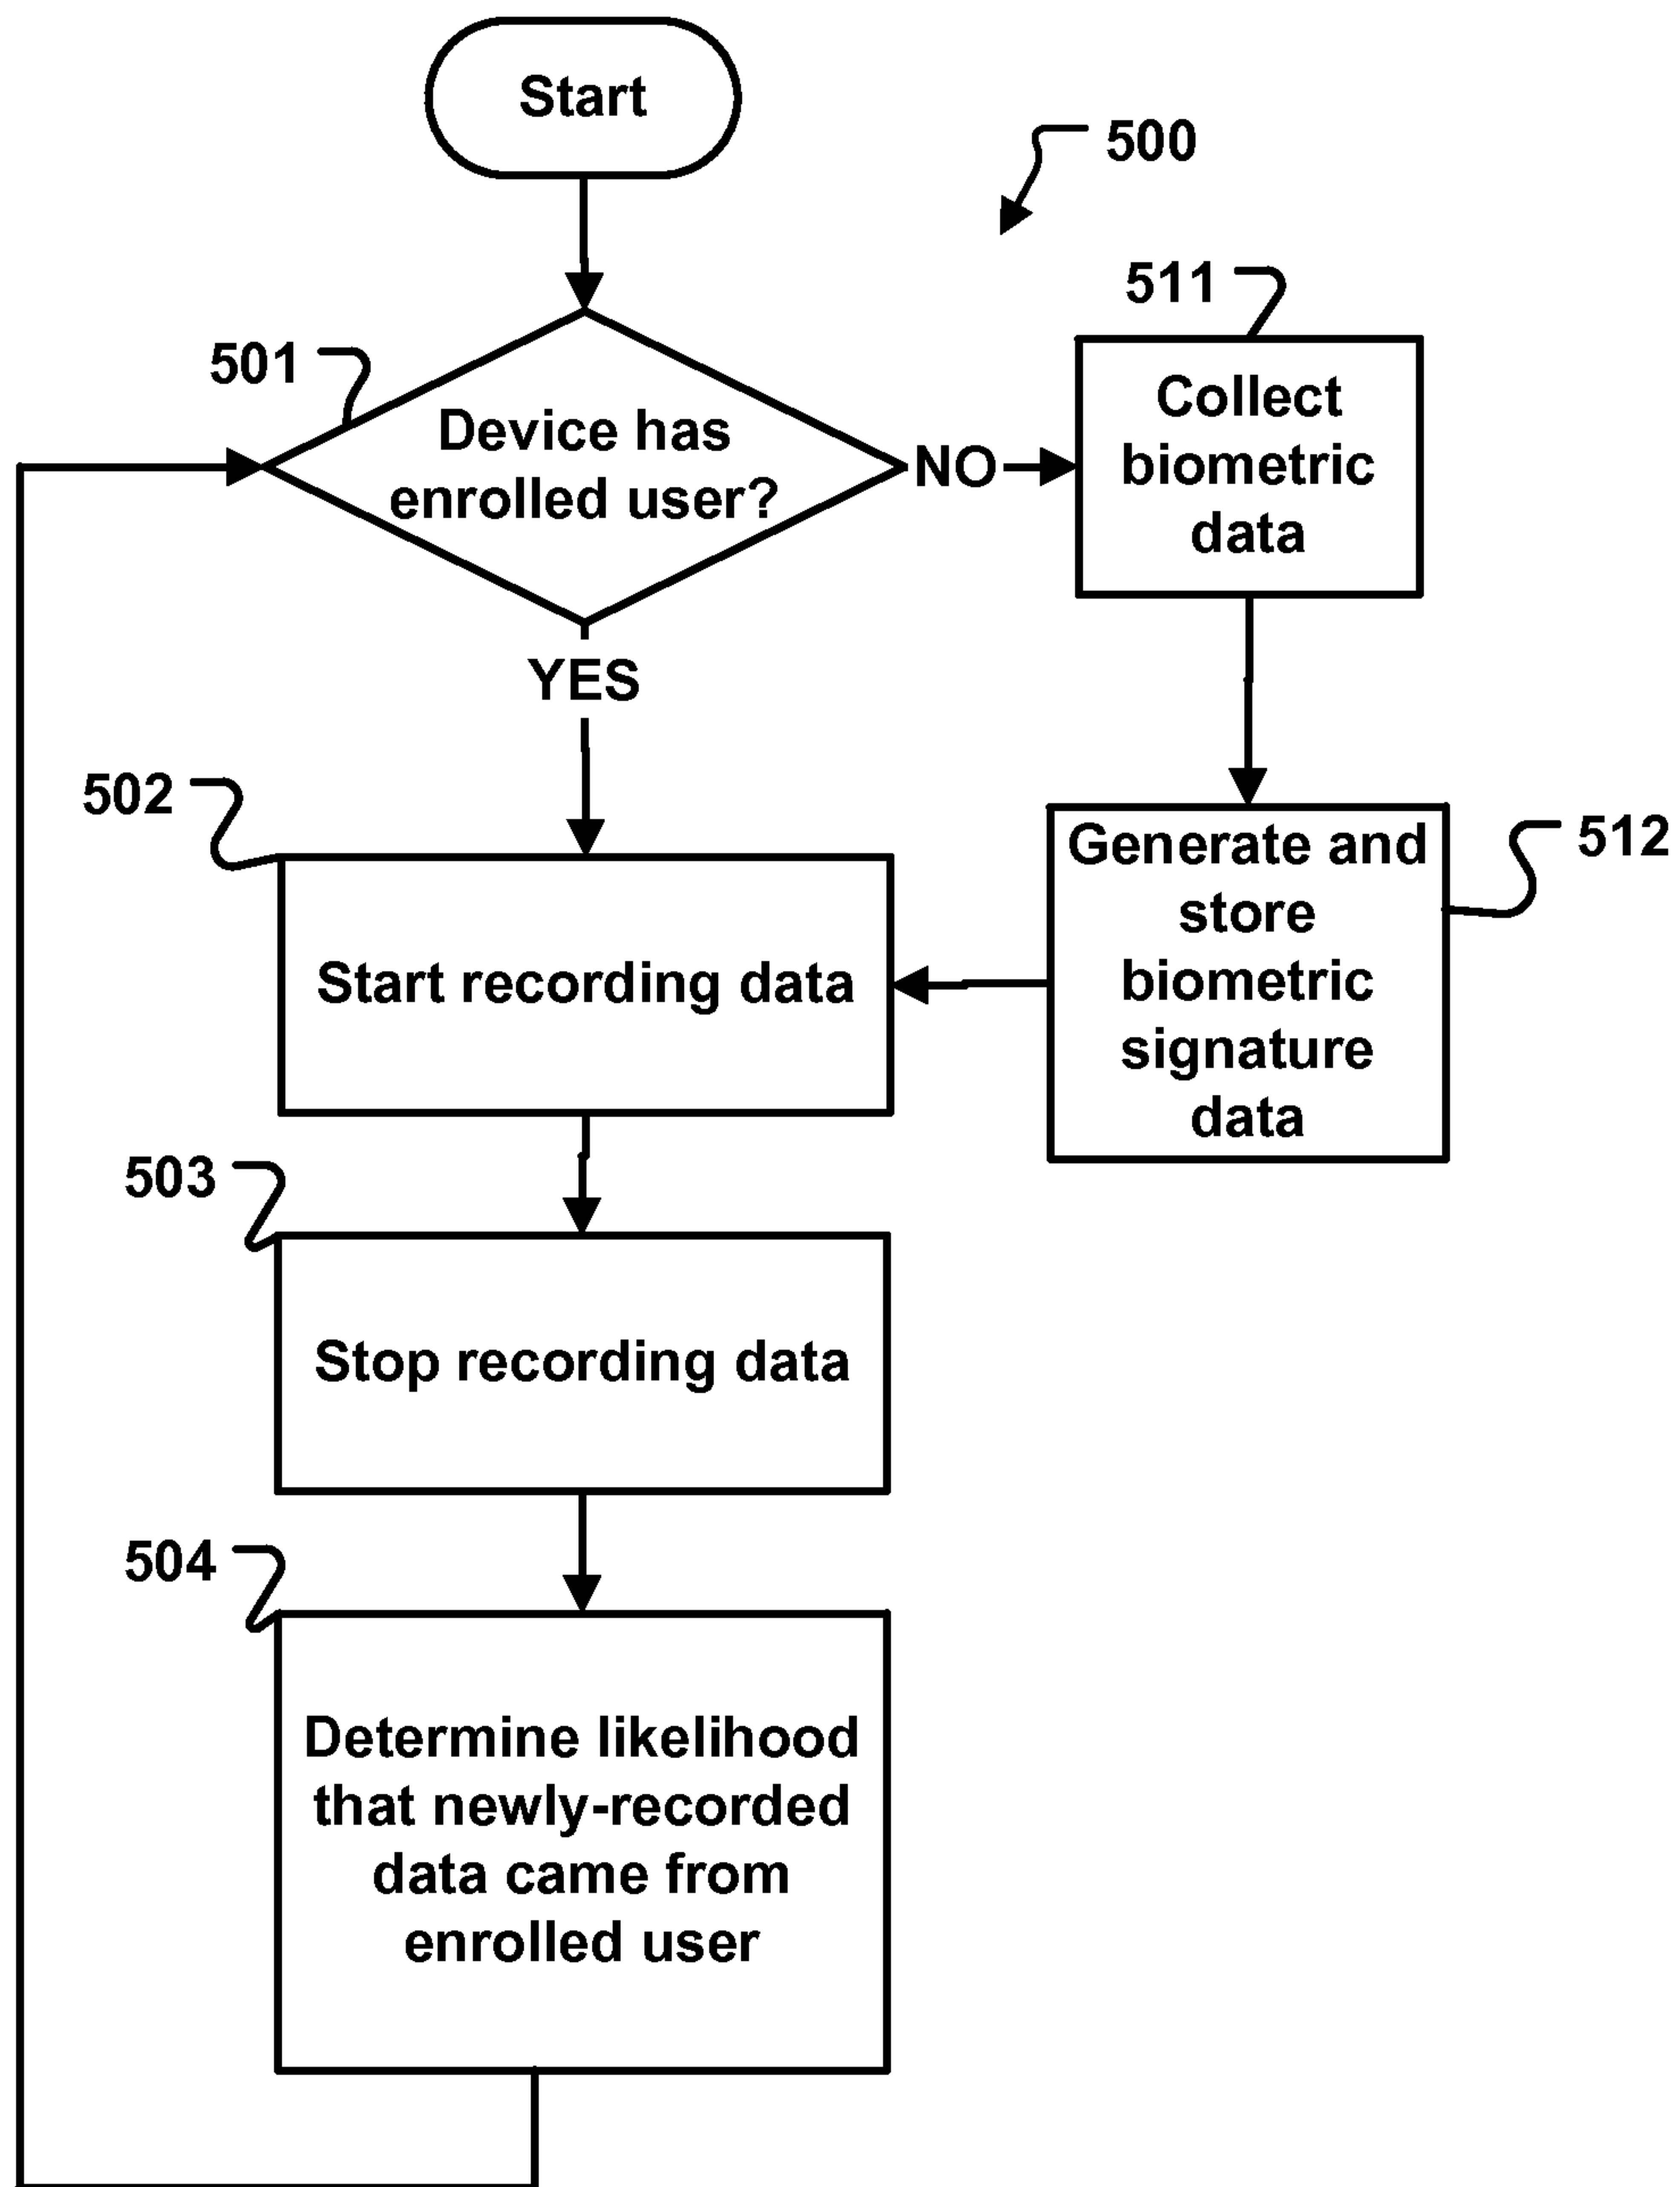 Start
500
501
Device has
enrolled user?
NO
511
Collect
biometric
data
YES
502
Start recording data
512
Generate and
store
biometric
signature
data
503
Stop recording data
504
Determine likelihood
that newly-recorded
data came from
enrolled user